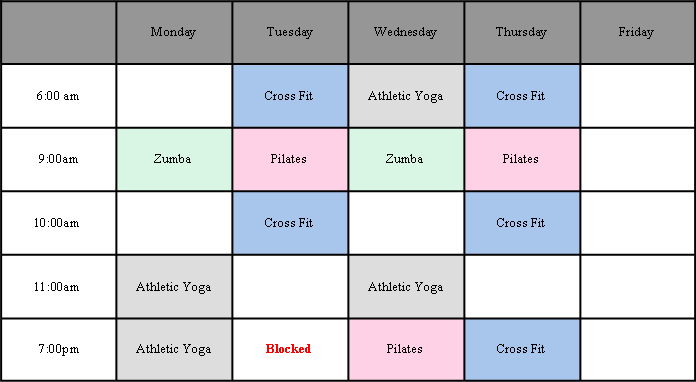 Monday Tuesday Wednesday Thursday Friday
6:00 am Cross Fit Athletic Yoga Cross Fit
9:00am Zumba Pilates Zumba Pilates
10:00am Cross Fit Cross Fit
11:00am Athletic Yoga Athletic Yoga
7:00pm Athletic Yoga Blocked Pilates Cross Fit